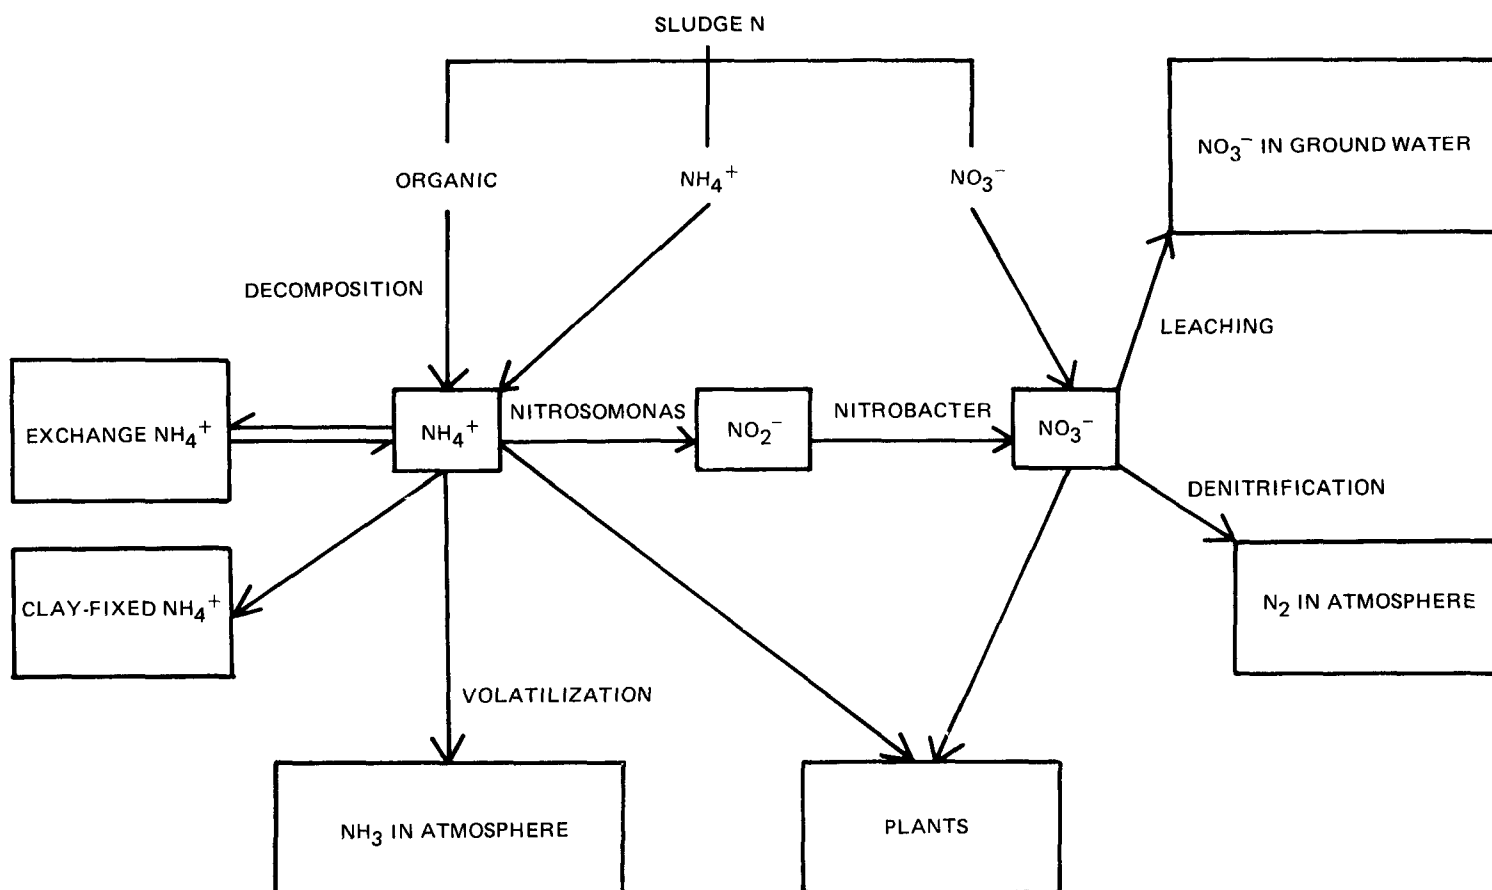 SLUDGE N
ORGANIC
NH₄⁺
NO₃⁻
NO₃⁻ IN GROUND WATER
DECOMPOSITION
LEACHING
EXCHANGE NH₄⁺
NH₄⁺
NITROSOMONAS
NO₂⁻
NITROBACTER
NO₃⁻
DENITRIFICATION
CLAY-FIXED NH₄⁺
N₂ IN ATMOSPHERE
VOLATILIZATION
NH₃ IN ATMOSPHERE
PLANTS